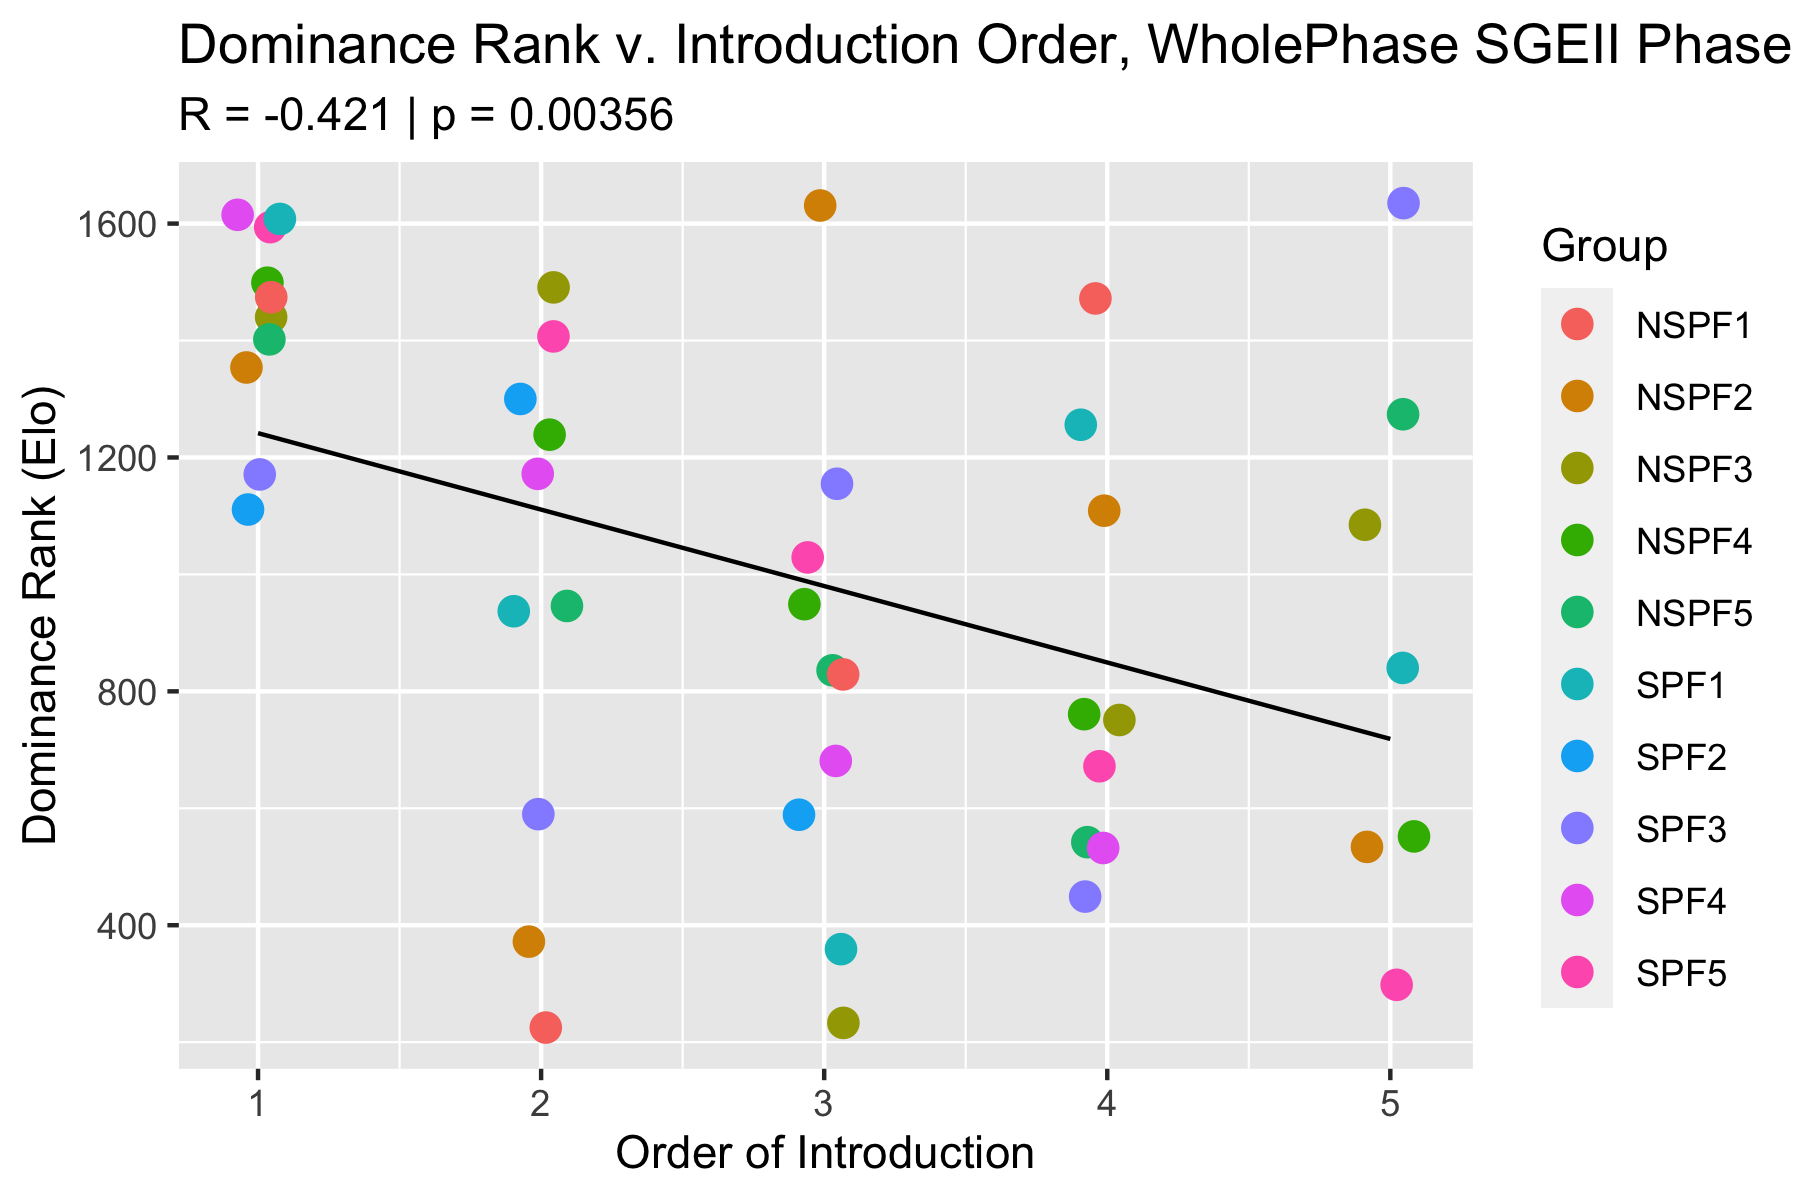 Dominance Rank v. Introduction Order, WholePhase SGEII Phase
R = -0.421 | p = 0.00356
Dominance Rank (Elo)
1600
1200
800
400
1 2 3 4 5
Order of Introduction
Group
NSPF1
NSPF2
NSPF3
NSPF4
NSPF5
SPF1
SPF2
SPF3
SPF4
SPF5